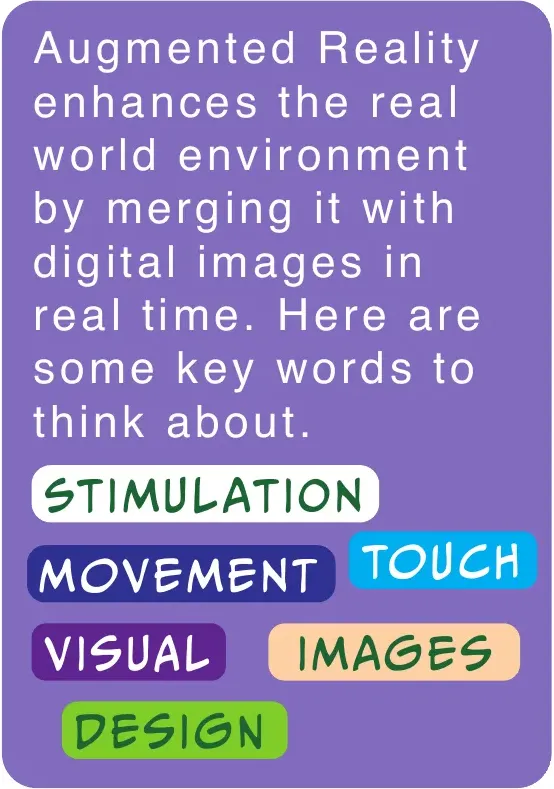 Augmented Reality
enhances the real
world environment
by merging it with
digital images in
real time. Here are
some key words to
think about.
STIMULATION
MOVEMENT
TOUCH
VISUAL
IMAGES
DESIGN